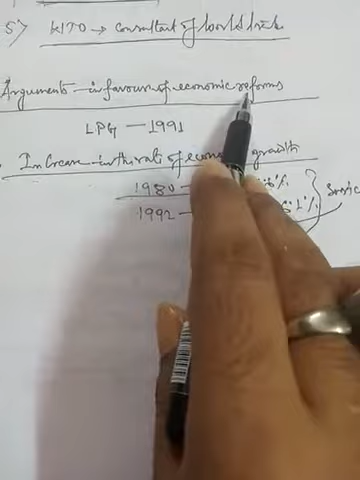 5) WTO → consultant of world bank
Arguments in favour of economic reforms
LPG - 1991
Increase in the rate of economic growth
1980 -
1992 -